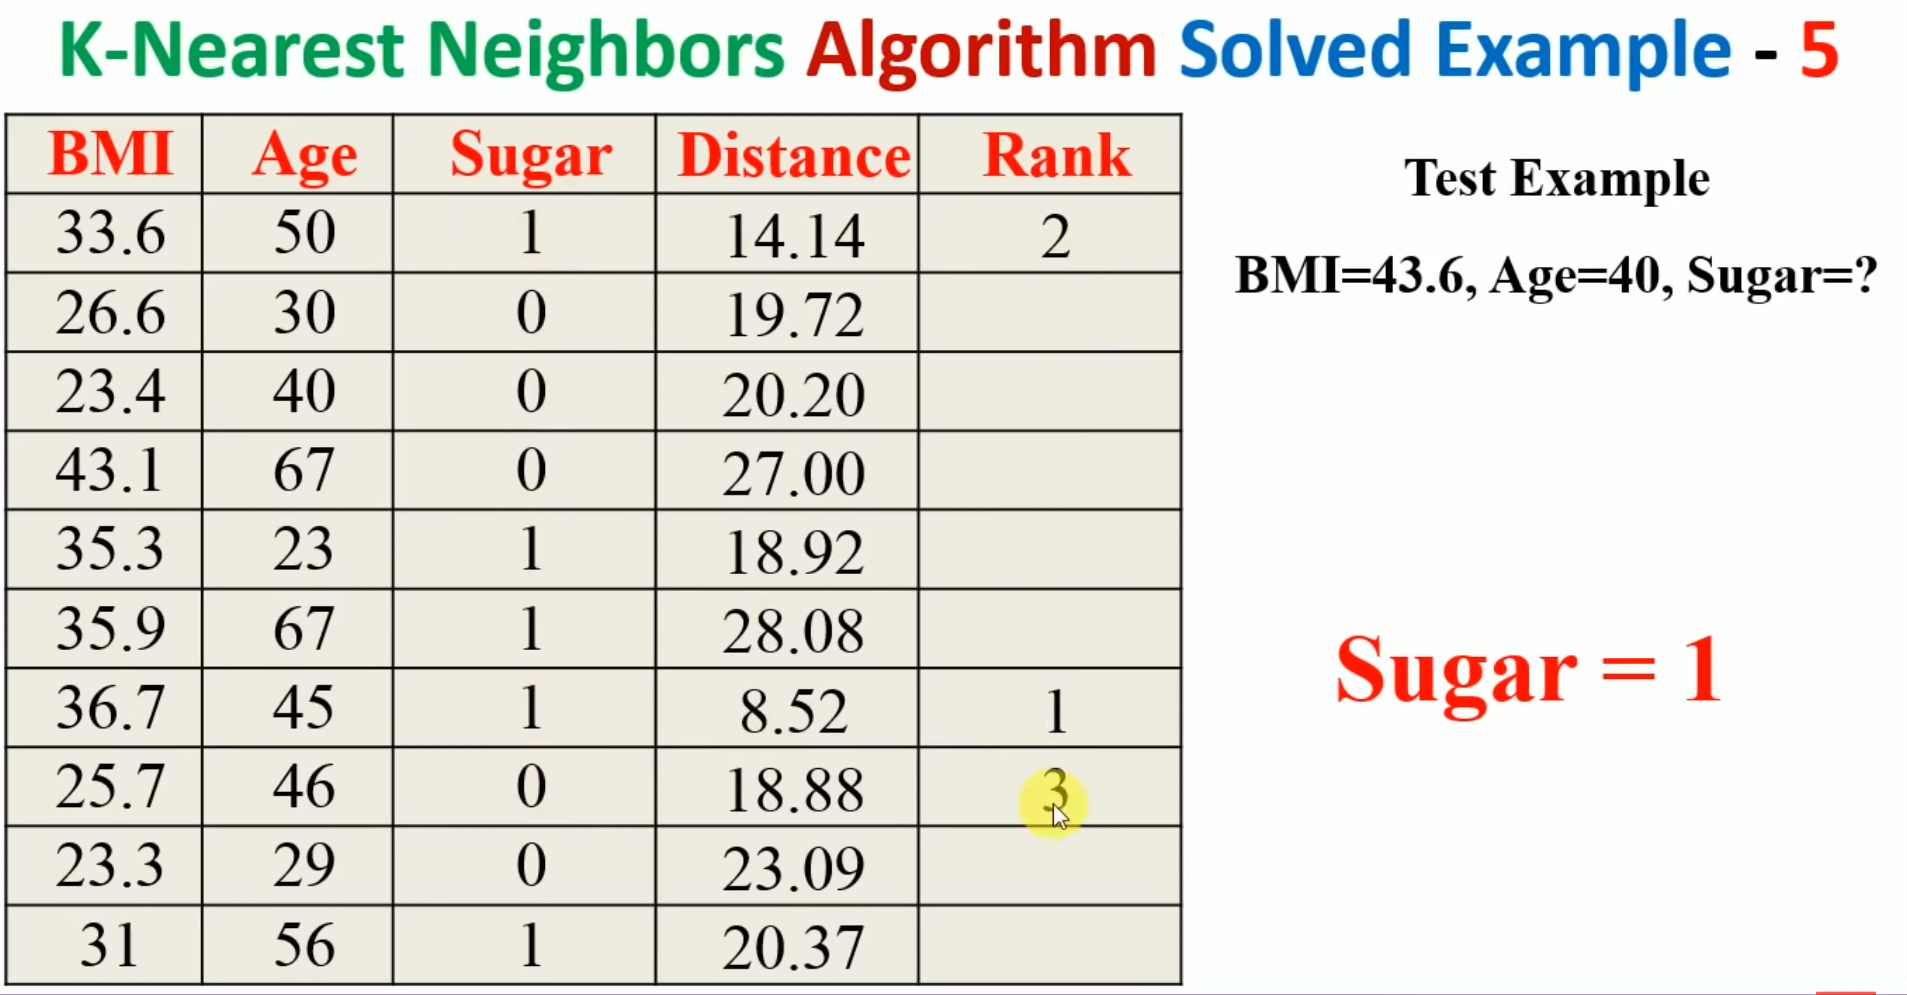 K-Nearest Neighbors Algorithm Solved Example - 5
BMI Age Sugar Distance Rank
33.6 50 1 14.14 2
26.6 30 0 19.72
23.4 40 0 20.20
43.1 67 0 27.00
35.3 23 1 18.92
35.9 67 1 28.08
36.7 45 1 8.52 1
25.7 46 0 18.88 3
23.3 29 0 23.09
31 56 1 20.37
Test Example
BMI=43.6, Age=40, Sugar=?
Sugar = 1